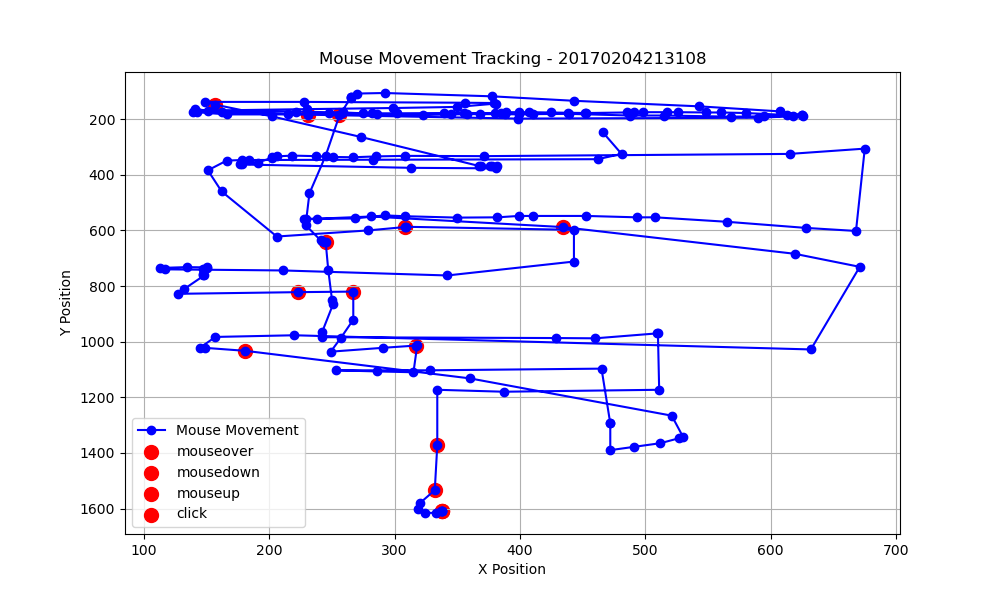 Mouse Movement Tracking - 20170204213108
Y Position
200
400
600
800
1000
1200
1400
1600
Mouse Movement
mouseover
mousedown
mouseup
click
100 200 300 400 500 600 700
X Position